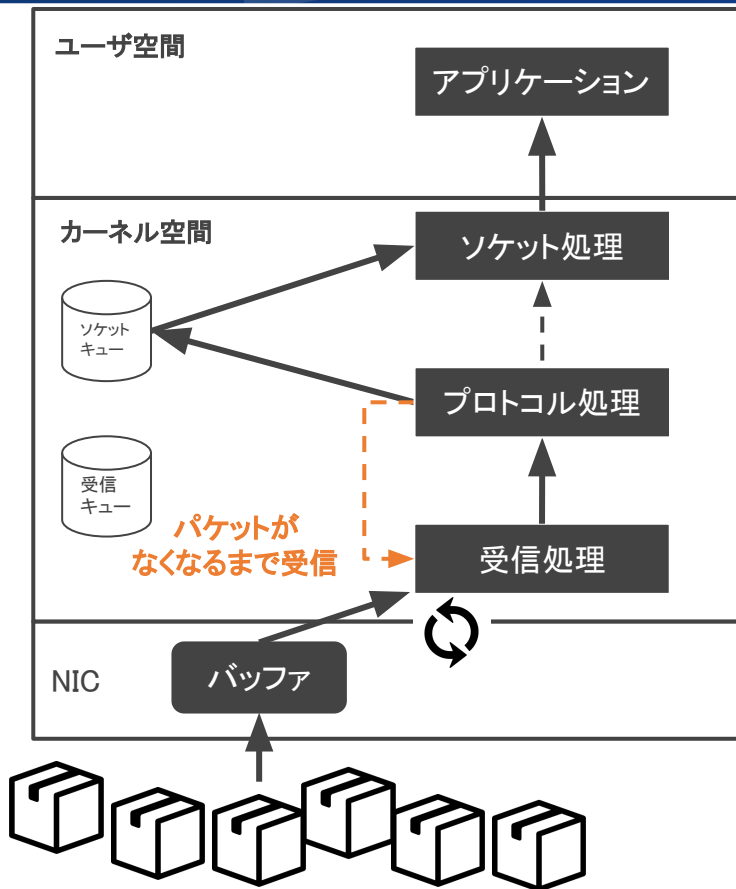 ユーザ空間
アプリケーション
カーネル空間
ソケット処理
ソケット
キュー
プロトコル処理
受信
キュー
パケットが
なくなるまで受信
受信処理
NIC
バッファ